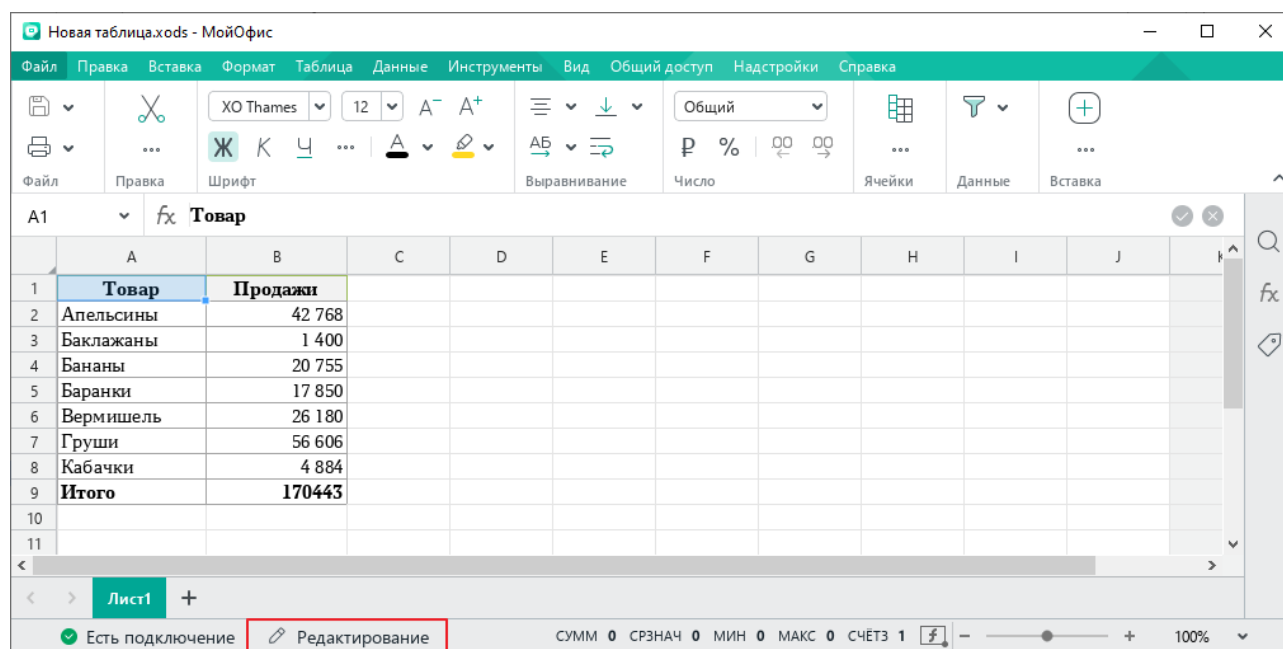 Новая таблица.xods - МойОфис
Файл Правка Вставка Формат Таблица Данные Инструменты Вид Общий доступ Надстройки Справка
XO Thames 12 A⁻ A⁺ Общий
Ж К Ч A АБ ₽ % .00 .00
Файл Правка Шрифт Выравнивание Число Ячейки Данные Вставка
A1 fx Товар
A B C D E F G H I J K
1 Товар Продажи
2 Апельсины 42 768
3 Баклажаны 1 400
4 Бананы 20 755
5 Баранки 17 850
6 Вермишель 26 180
7 Груши 56 606
8 Кабачки 4 884
9 Итого 170443
10
11
Лист1 +
Есть подключение Редактирование СУММ 0 СРЗНАЧ 0 МИН 0 МАКС 0 СЧЁТЗ 1 f − + 100%
fx